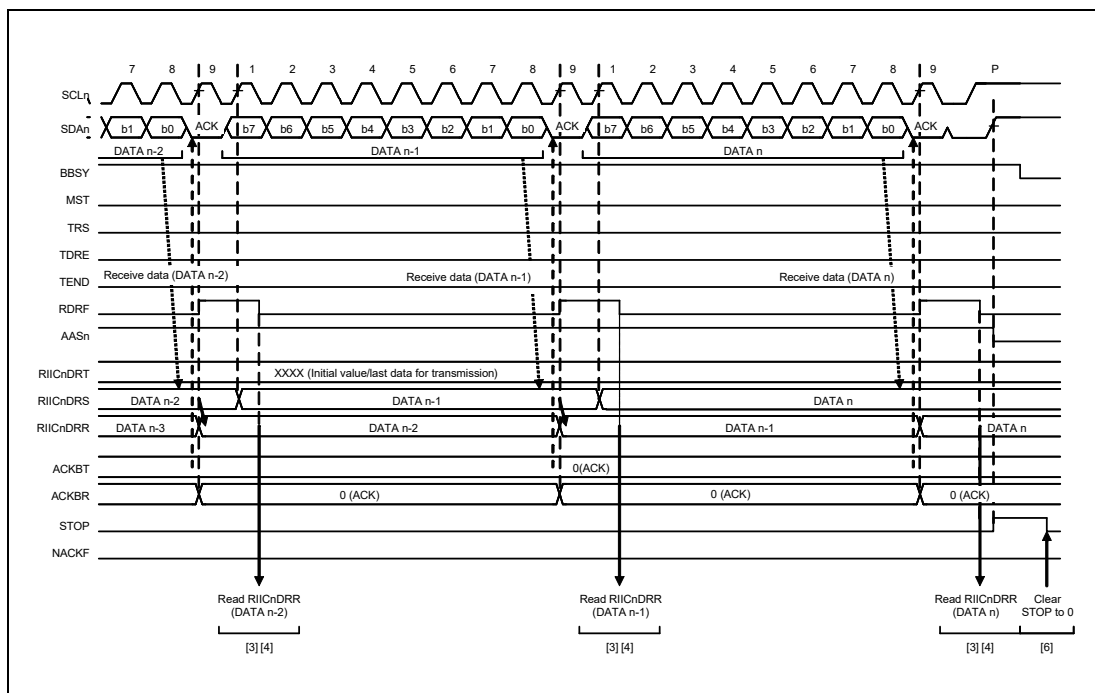 7 8 9 1 2 3 4 5 6 7 8 9 1 2 3 4 5 6 7 8 9 P
SCLn
SDAn b1 b0 ACK b7 b6 b5 b4 b3 b2 b1 b0 ACK b7 b6 b5 b4 b3 b2 b1 b0 ACK
DATA n-2 DATA n-1 DATA n
BBSY
MST
TRS
TDRE
TEND Receive data (DATA n-2) Receive data (DATA n-1) Receive data (DATA n)
RDRF
AASn
RIICnDRT XXXX (Initial value/last data for transmission)
RIICnDRS DATA n-2 DATA n-1 DATA n
RIICnDRR DATA n-3 DATA n-2 DATA n-1 DATA n
ACKBT 0(ACK)
ACKBR 0 (ACK) 0 (ACK) 0 (ACK)
STOP
NACKF
Read RIICnDRR Read RIICnDRR Read RIICnDRR Clear
(DATA n-2) (DATA n-1) (DATA n) STOP to 0
[3] [4] [3] [4] [3] [4] [6]